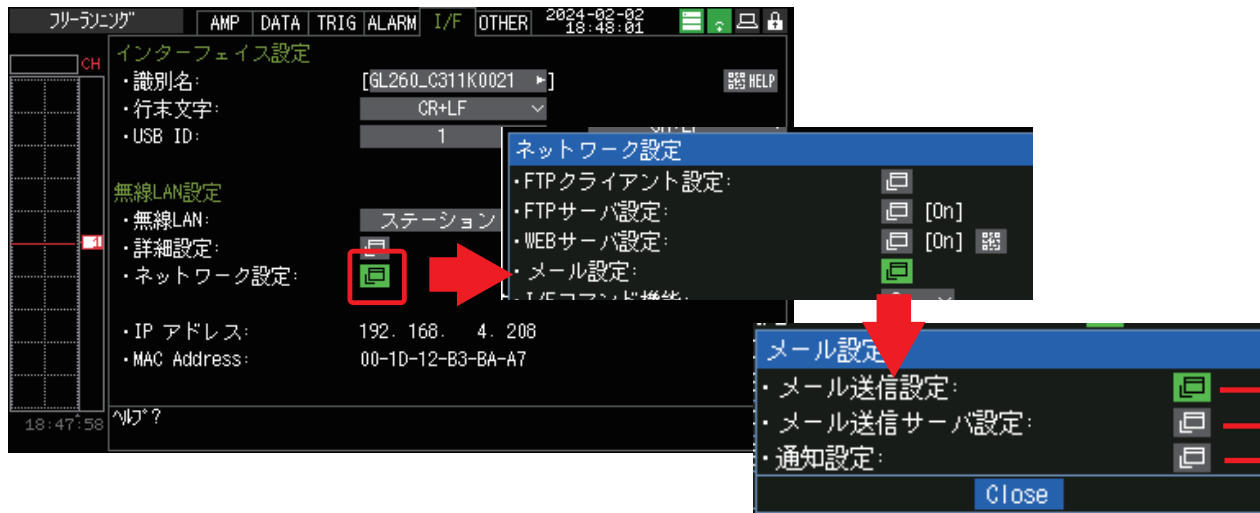 フリーランニング AMP DATA TRIG ALARM I/F OTHER 2024-02-02 18:48:01
CH
インターフェイス設定
・識別名: [GL260_C311K0021 ►] HELP
・行末文字: CR+LF
・USB ID: 1
無線LAN設定
・無線LAN: ステーション
・詳細設定:
・ネットワーク設定:
・IP アドレス: 192. 168. 4. 208
・MAC Address: 00-1D-12-B3-BA-A7
1
18:47:58
ヘルプ?
ネットワーク設定
・FTPクライアント設定:
・FTPサーバ設定: [On]
・WEBサーバ設定: [On]
・メール設定:
・I/Fコマンド機能:
メール設定
・メール送信設定:
・メール送信サーバ設定:
・通知設定:
Close